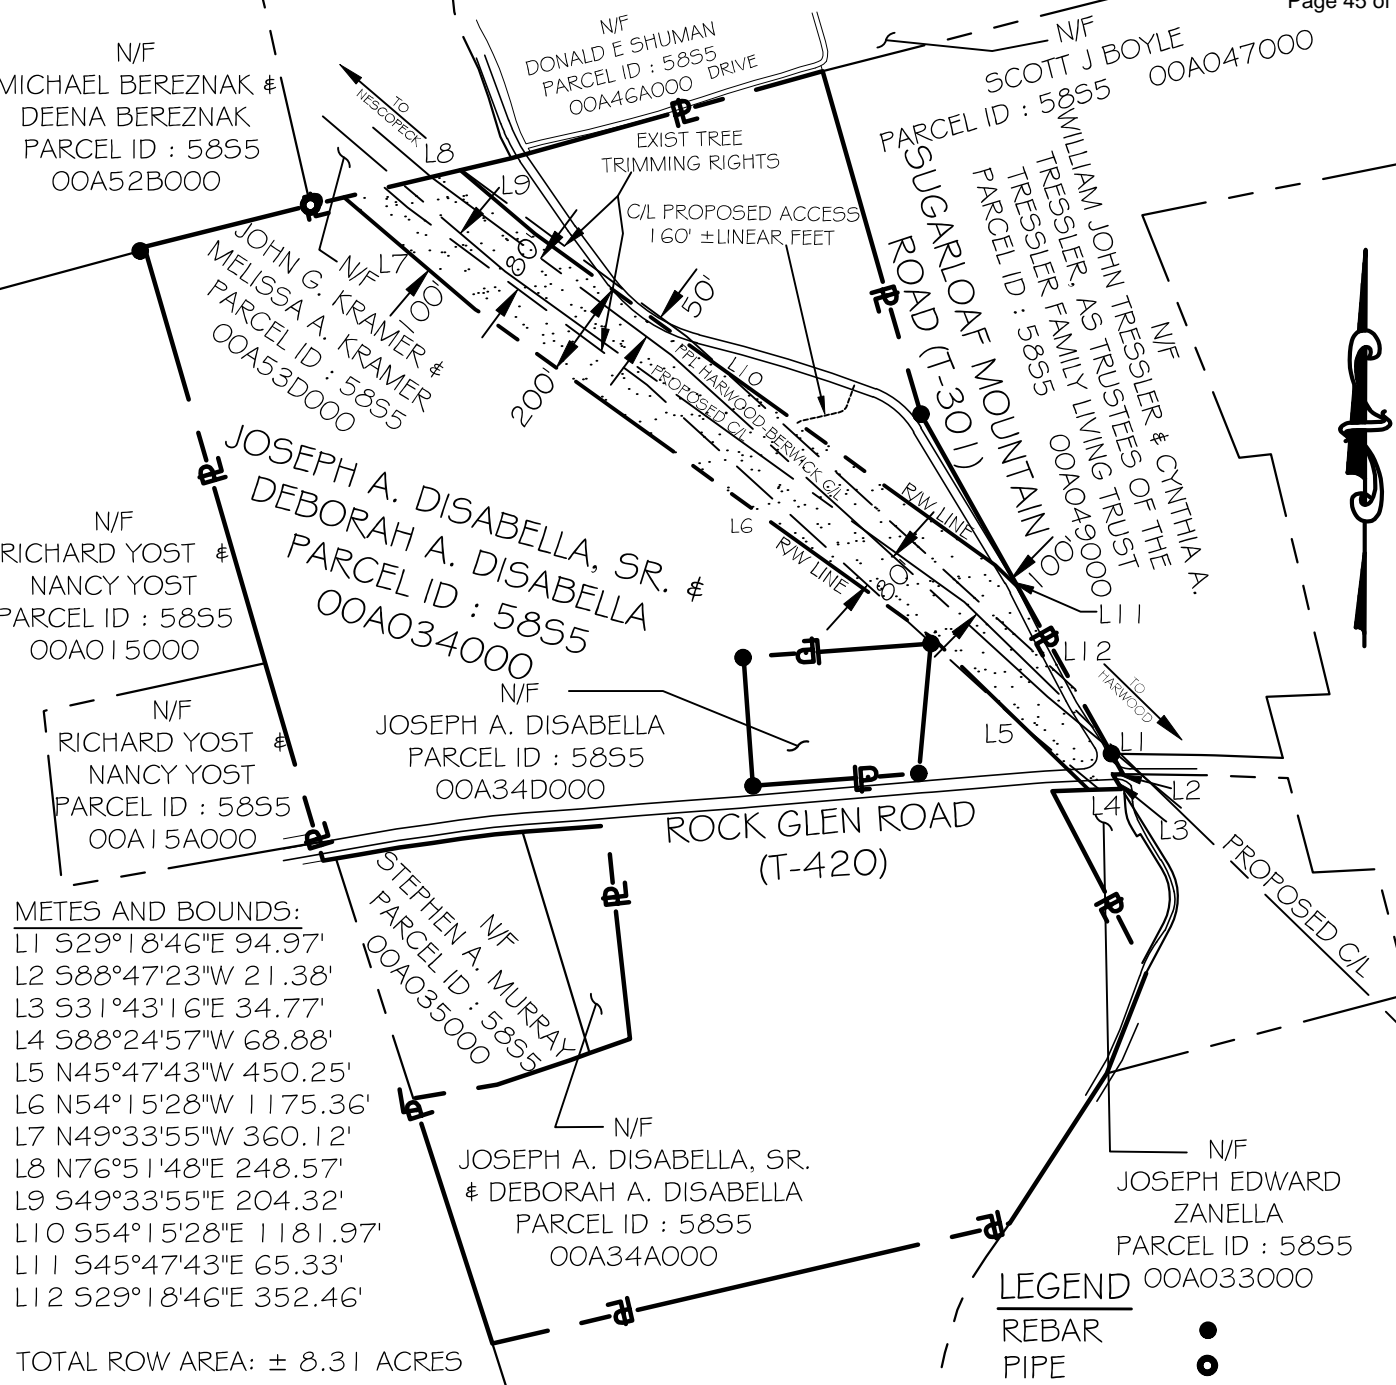 Page 45 of
N/F
MICHAEL BEREZNAK &
DEENA BEREZNAK
PARCEL ID : 58S5
00A52B000
TO
NESCOPECK
N/F
DONALD E SHUMAN
PARCEL ID : 58S5
00A46A000
DRIVE
N/F
SCOTT J BOYLE
PARCEL ID : 58S5 00A047000
EXIST TREE
TRIMMING RIGHTS
C/L PROPOSED ACCESS
160' ±LINEAR FEET
L8
L9
L7
80'
50'
100'
200'
L10
N/F
JOHN G. KRAMER &
MELISSA A. KRAMER
PARCEL ID : 58S5
00A53D000
SUGARLOAF MOUNTAIN
ROAD (T-301)
N/F
WILLIAM JOHN TRESSLER & CYNTHIA A.
TRESSLER, AS TRUSTEES OF THE
TRESSLER FAMILY LIVING TRUST
PARCEL ID : 58S5 00A049000
PPL HARWOOD-BERWICK C/L
PROPOSED C/L
JOSEPH A. DISABELLA, SR. &
DEBORAH A. DISABELLA
PARCEL ID : 58S5
00A034000
L6
R/W LINE
R/W LINE
80'
L11
L12
TO
HARWOOD
N/F
RICHARD YOST &
NANCY YOST
PARCEL ID : 58S5
00A015000
N/F
RICHARD YOST &
NANCY YOST
PARCEL ID : 58S5
00A15A000
N/F
JOSEPH A. DISABELLA
PARCEL ID : 58S5
00A34D000
L5
L1
L2
L4
L3
ROCK GLEN ROAD
(T-420)
PROPOSED C/L
N/F
STEPHEN A. MURRAY
PARCEL ID : 58S5
00A035000
METES AND BOUNDS:
L1 S29°18'46"E 94.97'
L2 S88°47'23"W 21.38'
L3 S31°43'16"E 34.77'
L4 S88°24'57"W 68.88'
L5 N45°47'43"W 450.25'
L6 N54°15'28"W 1175.36'
L7 N49°33'55"W 360.12'
L8 N76°51'48"E 248.57'
L9 S49°33'55"E 204.32'
L10 S54°15'28"E 1181.97'
L11 S45°47'43"E 65.33'
L12 S29°18'46"E 352.46'
TOTAL ROW AREA: ± 8.31 ACRES
N/F
JOSEPH A. DISABELLA, SR.
& DEBORAH A. DISABELLA
PARCEL ID : 58S5
00A34A000
N/F
JOSEPH EDWARD
ZANELLA
PARCEL ID : 58S5
00A033000
LEGEND
REBAR
PIPE